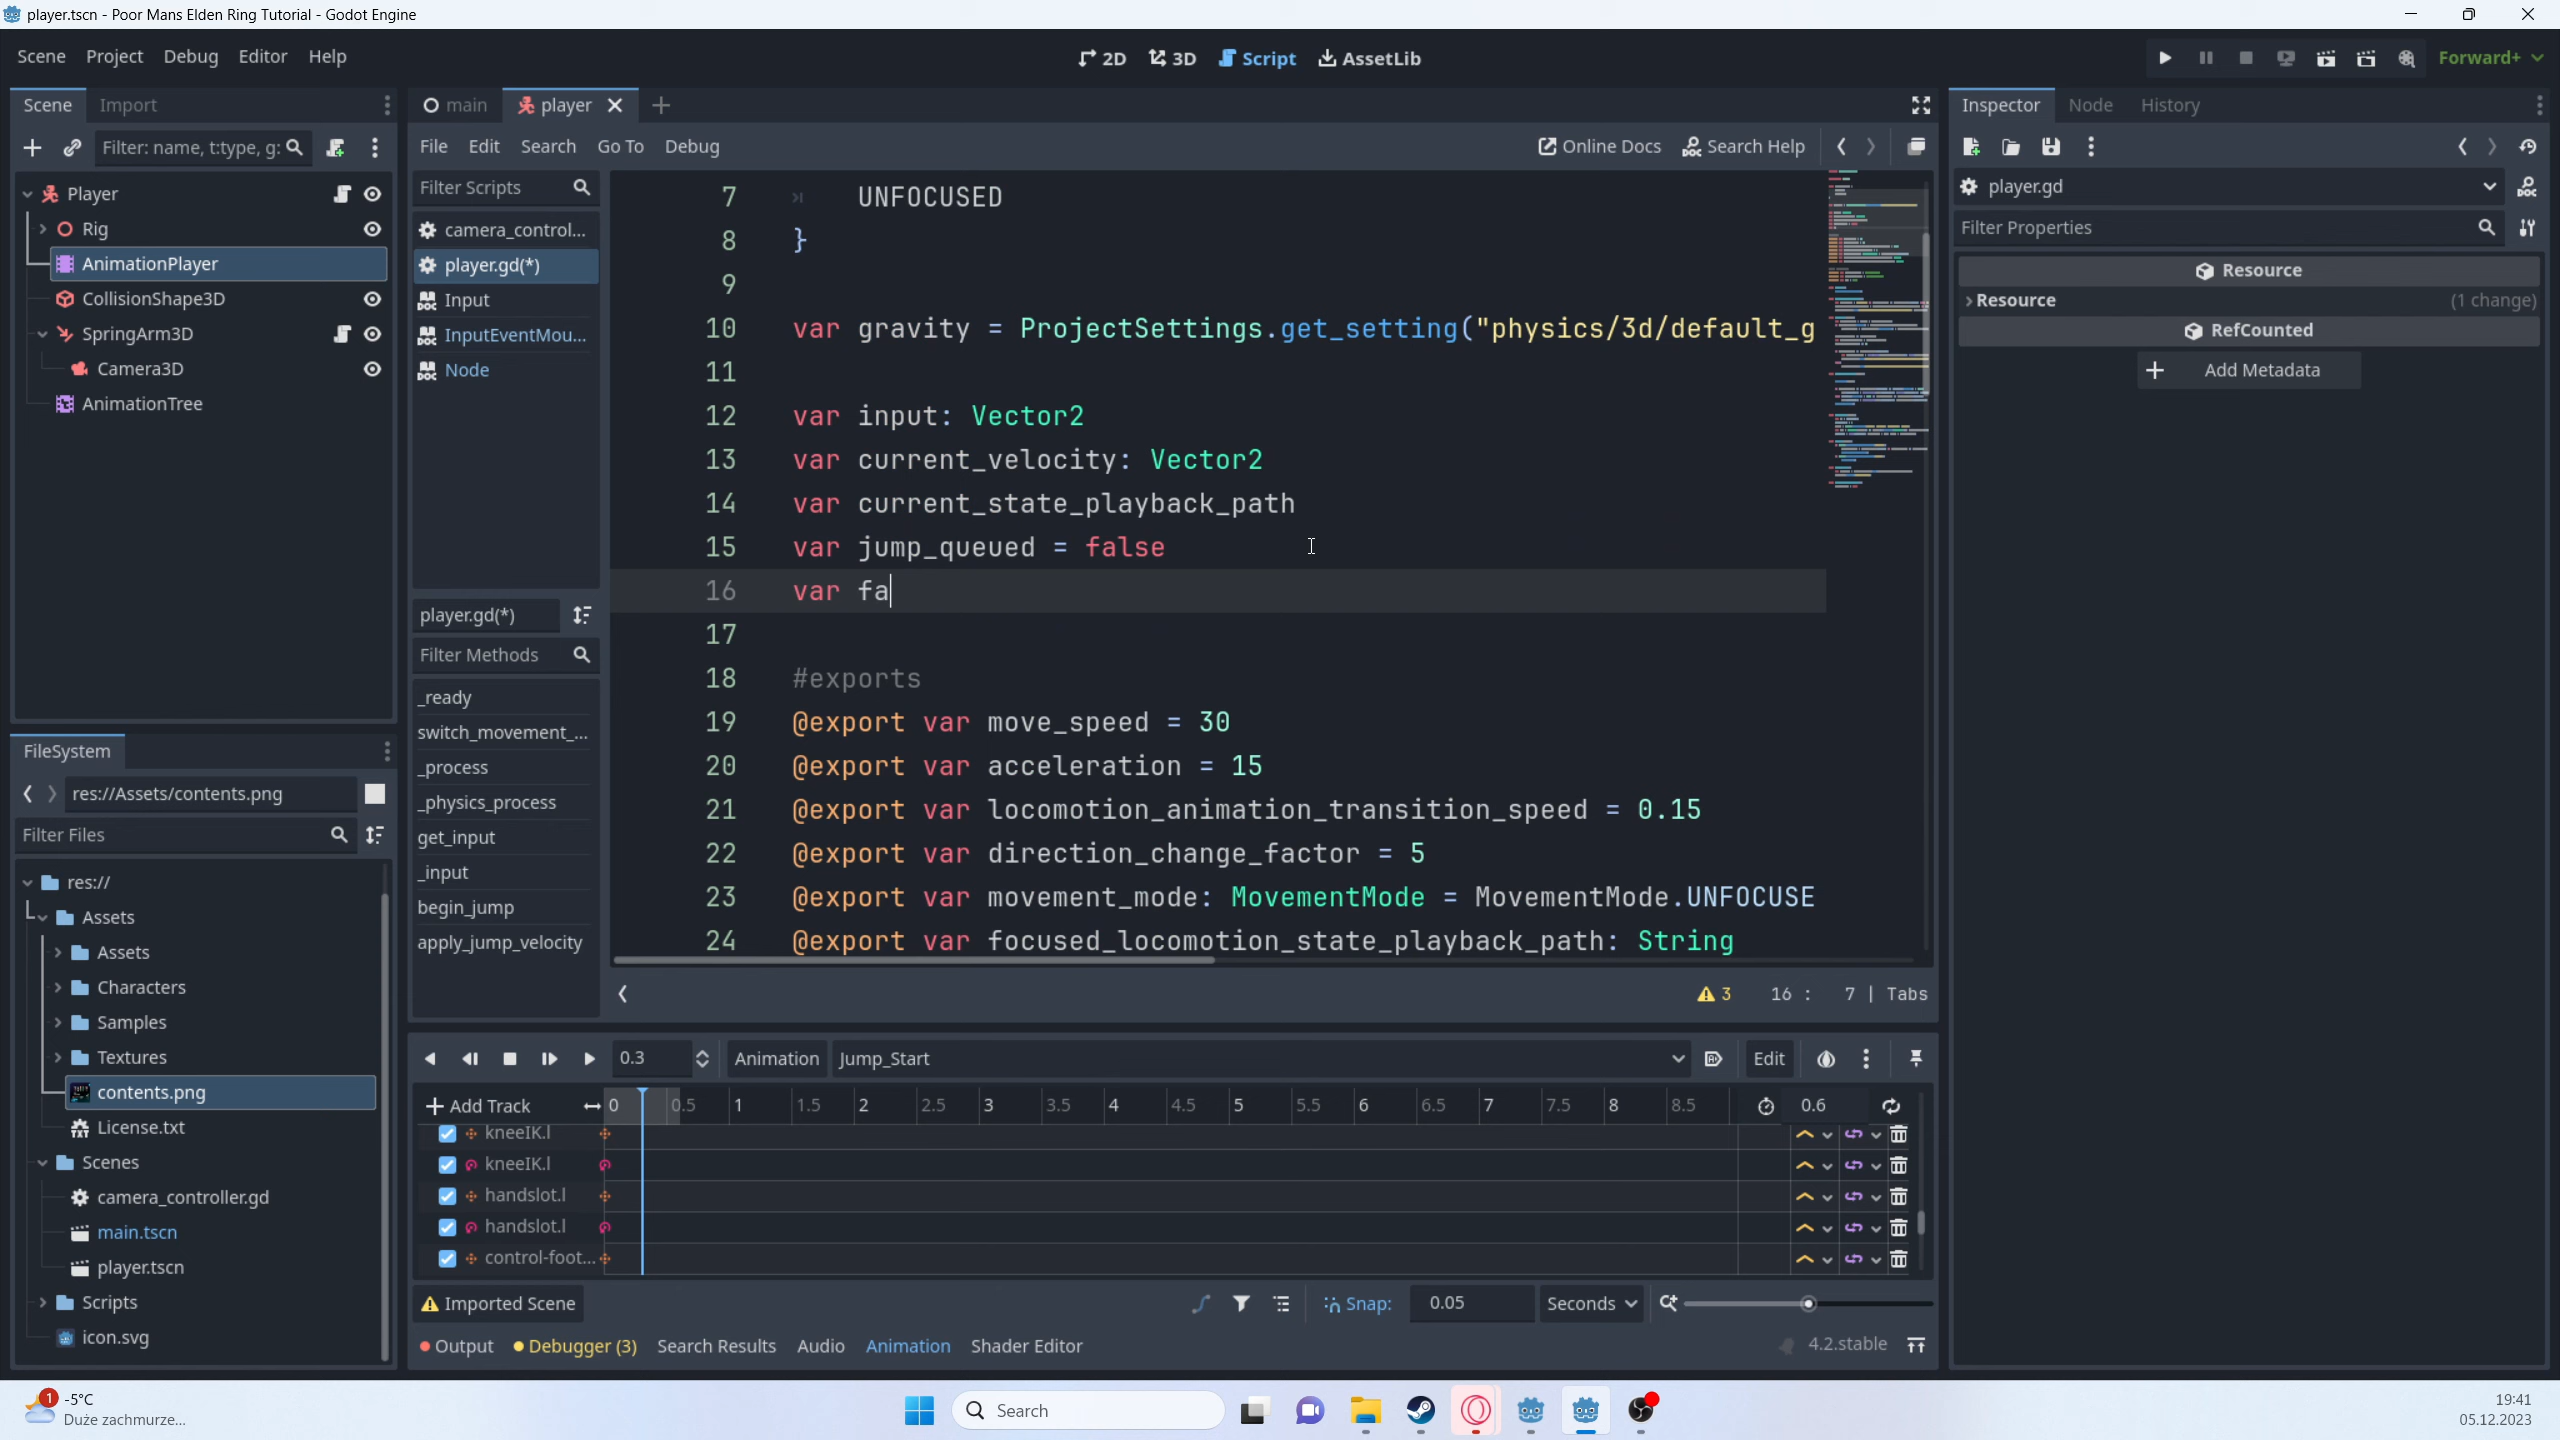 player.tscn - Poor Mans Elden Ring Tutorial - Godot Engine
Scene Project Debug Editor Help
2D 3D Script AssetLib
Forward+
Scene Import
Filter: name, t:type, g:
Player
Rig
AnimationPlayer
CollisionShape3D
SpringArm3D
Camera3D
AnimationTree
FileSystem
res://Assets/contents.png
Filter Files
res://
Assets
Assets
Characters
Samples
Textures
contents.png
License.txt
Scenes
camera_controller.gd
main.tscn
player.tscn
Scripts
icon.svg
main player
File Edit Search Go To Debug
Online Docs Search Help
Filter Scripts
camera_control...
player.gd(*)
Input
InputEventMou...
Node
player.gd(*)
Filter Methods
_ready
switch_movement_...
_process
_physics_process
get_input
_input
begin_jump
apply_jump_velocity
7 UNFOCUSED
8 }
9
10 var gravity = ProjectSettings.get_setting("physics/3d/default_g
11
12 var input: Vector2
13 var current_velocity: Vector2
14 var current_state_playback_path
15 var jump_queued = false
16 var fa
17
18 #exports
19 @export var move_speed = 30
20 @export var acceleration = 15
21 @export var locomotion_animation_transition_speed = 0.15
22 @export var direction_change_factor = 5
23 @export var movement_mode: MovementMode = MovementMode.UNFOCUSE
24 @export var focused_locomotion_state_playback_path: String
3 16 : 7 | Tabs
0.3 Animation Jump_Start Edit
Add Track 0 0.5 1 1.5 2 2.5 3 3.5 4 4.5 5 5.5 6 6.5 7 7.5 8 8.5 0.6
kneeIK.l
kneeIK.l
handslot.l
handslot.l
control-foot...
Imported Scene Snap: 0.05 Seconds
Output Debugger (3) Search Results Audio Animation Shader Editor 4.2.stable
Inspector Node History
player.gd
Filter Properties
Resource
Resource (1 change)
RefCounted
Add Metadata
1
-5°C
Duże zachmurze...
Search
19:41
05.12.2023